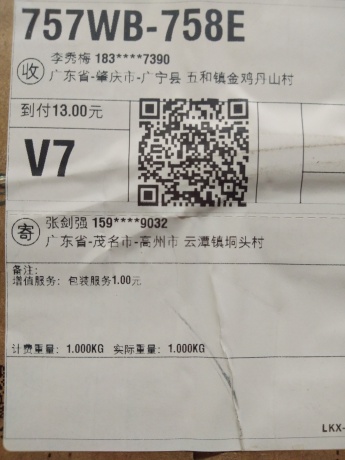 757WB-758E
李秀梅 183****7390
收 广东省-肇庆市-广宁县 五和镇金鸡丹山村
到付13.00元
V7
张剑强 159****9032
寄 广东省-茂名市-高州市 云潭镇垌头村
备注:
增值服务: 包装服务1.00元
计费重量: 1.000KG 实际重量: 1.000KG
LKX-